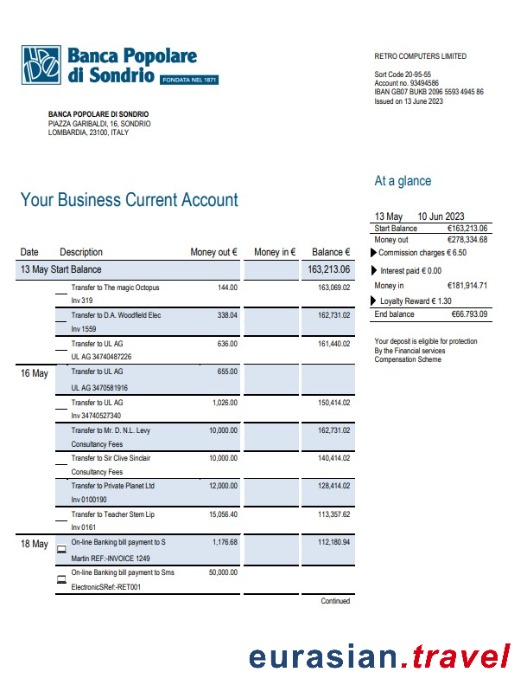 Banca Popolare
di Sondrio FONDATA NEL 1871
RETRO COMPUTERS LIMITED
Sort Code 20-95-55
Account no. 93494586
IBAN GB07 BUKB 2096 5593 4945 86
Issued on 13 June 2023
BANCA POPOLARE DI SONDRIO
PIAZZA GARIBALDI, 16, SONDRIO
LOMBARDIA, 23100, ITALY
At a glance
Your Business Current Account
13 May 10 Jun 2023
Start Balance €163,213.06
Money out €278,334.68
Commission charges € 6.50
Interest paid € 0.00
Money in €181,914.71
Loyalty Reward € 1.30
End balance €66.793.09
Your deposit is eligible for protection
By the Financial services
Compensation Scheme
Date Description Money out € Money in € Balance €
13 May Start Balance 163,213.06
Transfer to The magic Octopus 144.00 163,069.02
Inv 319
Transfer to D.A. Woodfield Elec 338.04 162,731.02
Inv 1559
Transfer to UL AG 636.00 161,440.02
UL AG 34740487226
16 May Transfer to UL AG 655.00
UL AG 3470581916
Transfer to UL AG 1,026.00 150,414.02
Inv 34740527340
Transfer to Mr. D. N.L. Levy 10,000.00 162,731.02
Consultancy Fees
Transfer to Sir Clive Sinclair 10,000.00 140,414.02
Consultancy Fees
Transfer to Private Planet Ltd 12,000.00 128,414.02
Inv 0100190
Transfer to Teacher Stem Lip 15,056.40 113,357.62
Inv 0161
18 May On-line Banking bill payment to S 1,176.68 112,180.94
Martin REF:-INVOICE 1249
On-line Banking bill payment to Sms 50,000.00
ElectronicSRef:-RET001
Continued
eurasian.travel